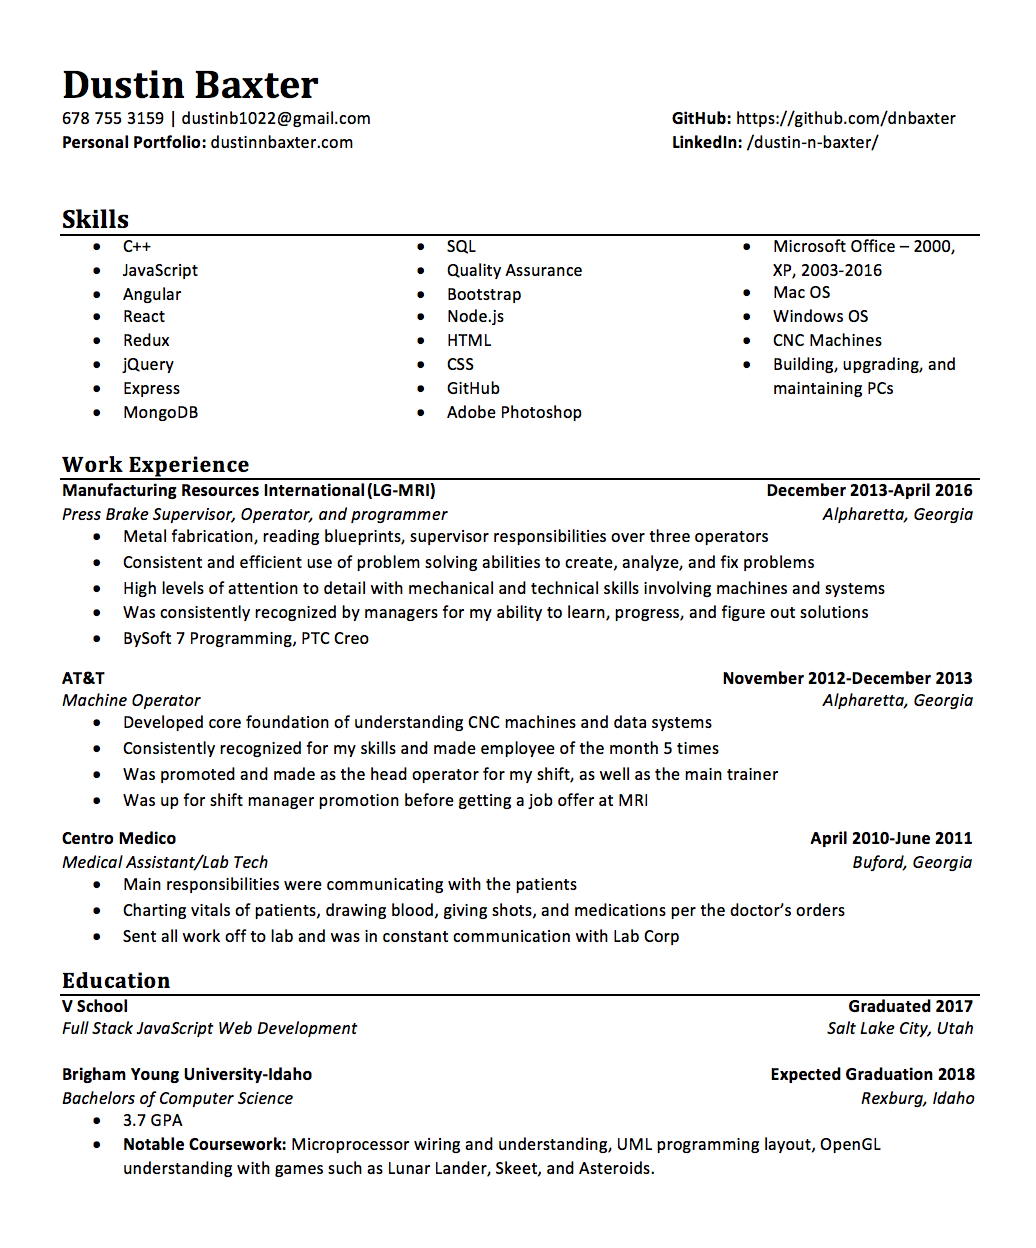 Dustin Baxter
678 755 3159 | dustinb1022@gmail.com GitHub: https://github.com/dnbaxter
Personal Portfolio: dustinnbaxter.com LinkedIn: /dustin-n-baxter/
Skills
• C++
• JavaScript
• Angular
• React
• Redux
• jQuery
• Express
• MongoDB
• SQL
• Quality Assurance
• Bootstrap
• Node.js
• HTML
• CSS
• GitHub
• Adobe Photoshop
• Microsoft Office – 2000,
XP, 2003-2016
• Mac OS
• Windows OS
• CNC Machines
• Building, upgrading, and
maintaining PCs
Work Experience
Manufacturing Resources International (LG-MRI) December 2013-April 2016
Press Brake Supervisor, Operator, and programmer Alpharetta, Georgia
• Metal fabrication, reading blueprints, supervisor responsibilities over three operators
• Consistent and efficient use of problem solving abilities to create, analyze, and fix problems
• High levels of attention to detail with mechanical and technical skills involving machines and systems
• Was consistently recognized by managers for my ability to learn, progress, and figure out solutions
• BySoft 7 Programming, PTC Creo
AT&T November 2012-December 2013
Machine Operator Alpharetta, Georgia
• Developed core foundation of understanding CNC machines and data systems
• Consistently recognized for my skills and made employee of the month 5 times
• Was promoted and made as the head operator for my shift, as well as the main trainer
• Was up for shift manager promotion before getting a job offer at MRI
Centro Medico April 2010-June 2011
Medical Assistant/Lab Tech Buford, Georgia
• Main responsibilities were communicating with the patients
• Charting vitals of patients, drawing blood, giving shots, and medications per the doctor’s orders
• Sent all work off to lab and was in constant communication with Lab Corp
Education
V School Graduated 2017
Full Stack JavaScript Web Development Salt Lake City, Utah
Brigham Young University-Idaho Expected Graduation 2018
Bachelors of Computer Science Rexburg, Idaho
• 3.7 GPA
• Notable Coursework: Microprocessor wiring and understanding, UML programming layout, OpenGL
understanding with games such as Lunar Lander, Skeet, and Asteroids.